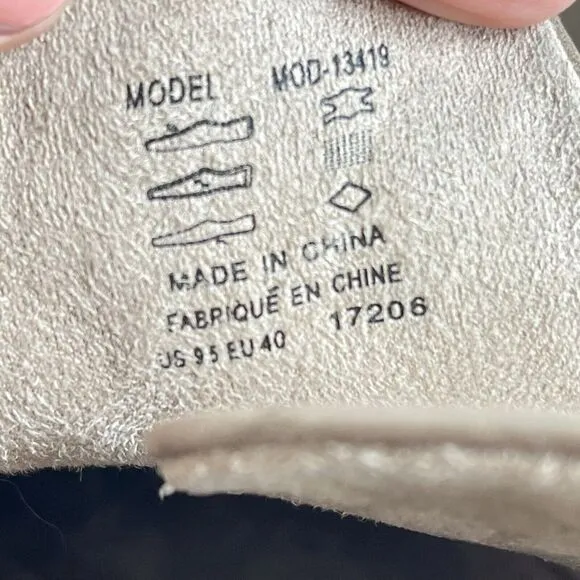 MODEL MOD-13419
MADE IN CHINA
FABRIQUÉ EN CHINE
US 9 5 EU 40 17206